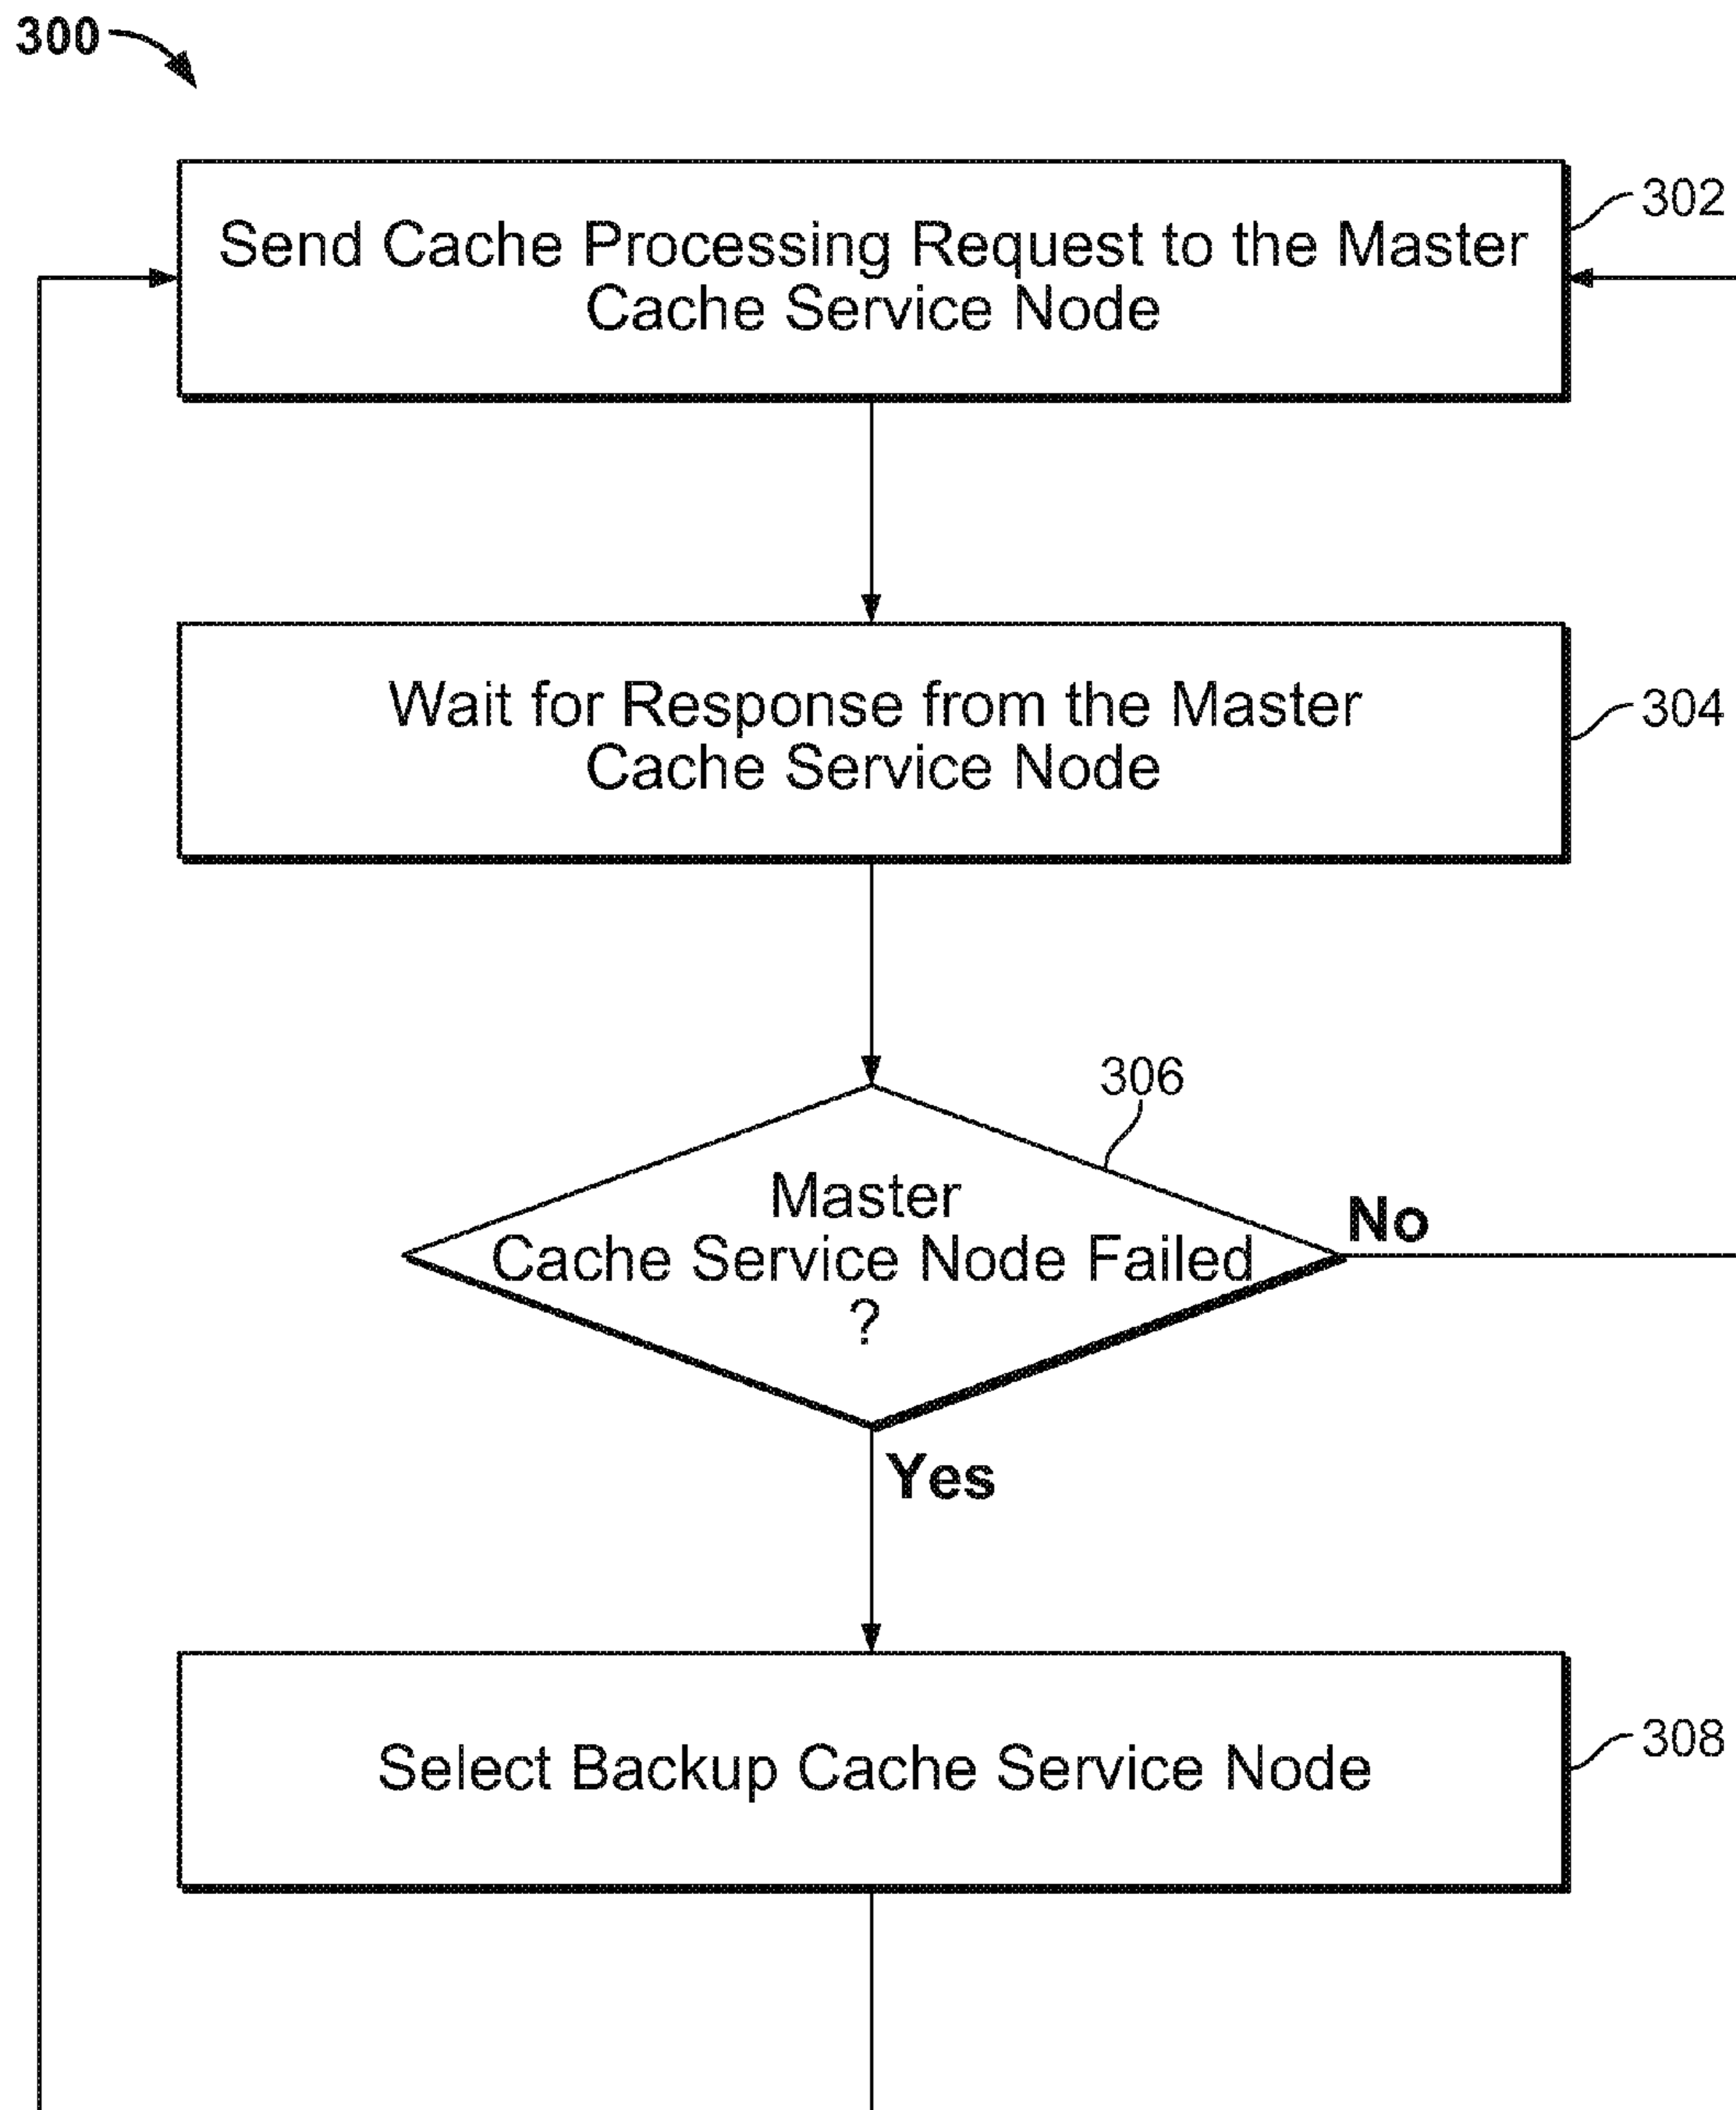 300
Send Cache Processing Request to the Master
Cache Service Node
302
Wait for Response from the Master
Cache Service Node
304
306
Master
Cache Service Node Failed
?
No
Yes
Select Backup Cache Service Node
308